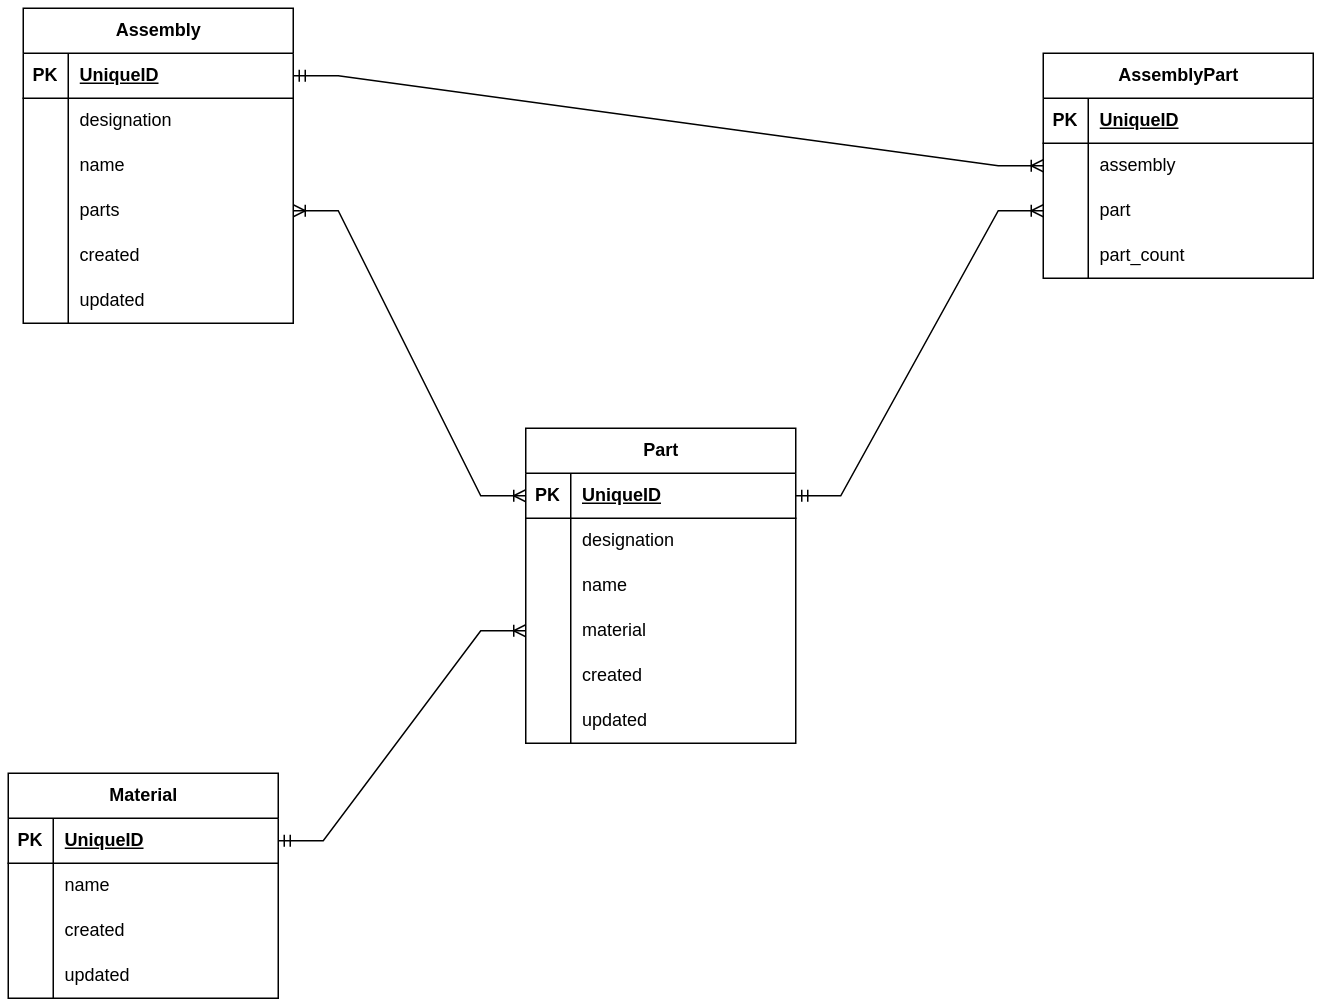 Assembly
PK UniqueID
designation
name
parts
created
updated
AssemblyPart
PK UniqueID
assembly
part
part_count
Part
PK UniqueID
designation
name
material
created
updated
Material
PK UniqueID
name
created
updated